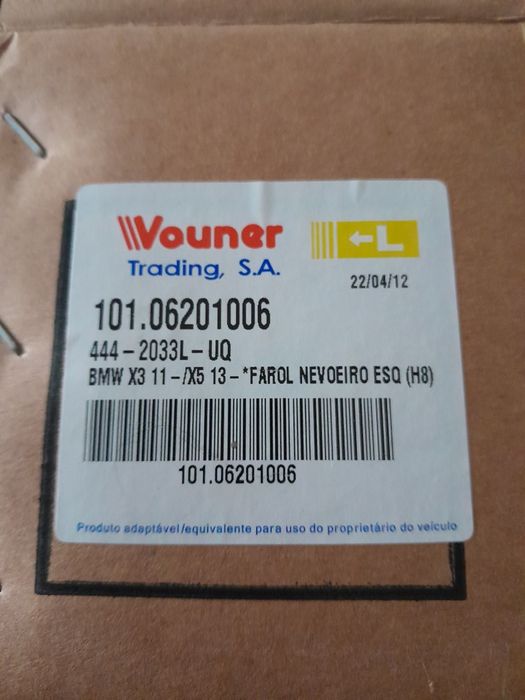 Vouner
Trading, S.A.
←L
22/04/12
101.06201006
444-2033L-UQ
BMW X3 11-/X5 13-*FAROL NEVOEIRO ESQ (H8)
101.06201006
Produto adaptável/equivalente para uso do proprietário do veículo